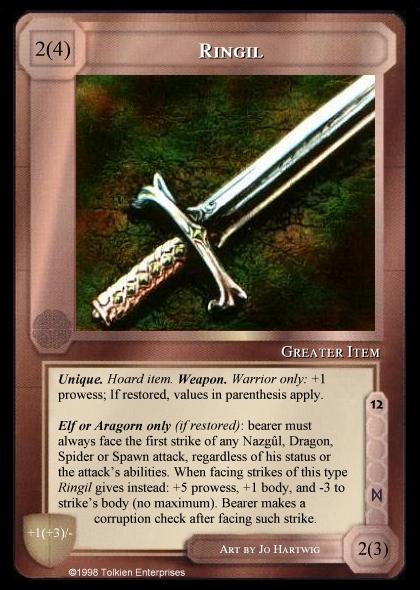 2(4)
RINGIL
GREATER ITEM
Unique. Hoard item. Weapon. Warrior only: +1
prowess; If restored, values in parenthesis apply.
Elf or Aragorn only (if restored): bearer must
always face the first strike of any Nazgûl, Dragon,
Spider or Spawn attack, regardless of his status or
the attack's abilities. When facing strikes of this type
Ringil gives instead: +5 prowess, +1 body, and -3 to
strike's body (no maximum). Bearer makes a
corruption check after facing such strike.
12
+1(+3)/-
ART BY JO HARTWIG
2(3)
©1998 Tolkien Enterprises